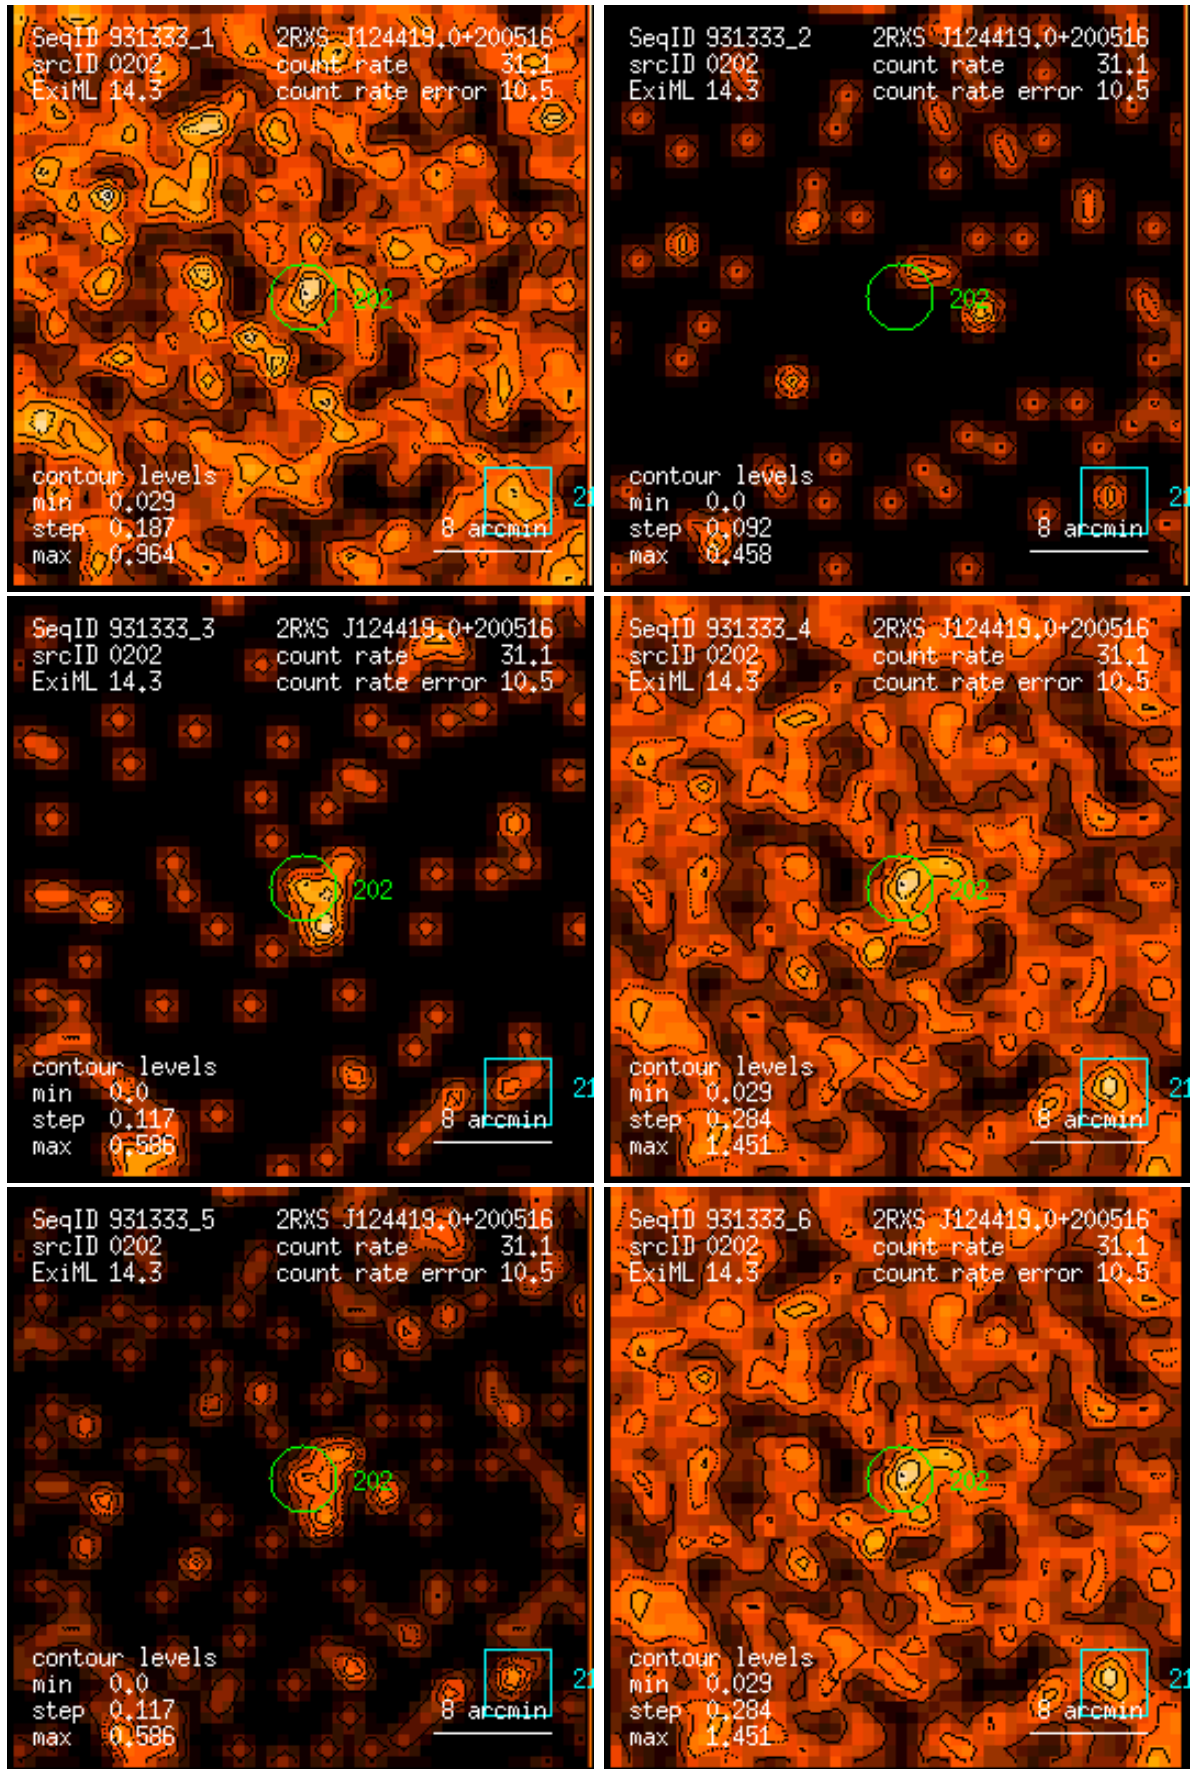 SeqID 931333_1 2RXS J124419.0+200516
srcID 0202 count rate 31.1
ExiML 14.3 count rate error 10.5
202
contour levels
min 0.029
step 0.187
max 0.964
21
8 arcmin
SeqID 931333_2 2RXS J124419.0+200516
srcID 0202 count rate 31.1
ExiML 14.3 count rate error 10.5
202
contour levels
min 0.0
step 0.092
max 0.458
21
8 arcmin
SeqID 931333_3 2RXS J124419.0+200516
srcID 0202 count rate 31.1
ExiML 14.3 count rate error 10.5
202
contour levels
min 0.0
step 0.117
max 0.586
21
8 arcmin
SeqID 931333_4 2RXS J124419.0+200516
srcID 0202 count rate 31.1
ExiML 14.3 count rate error 10.5
202
contour levels
min 0.029
step 0.284
max 1.451
21
8 arcmin
SeqID 931333_5 2RXS J124419.0+200516
srcID 0202 count rate 31.1
ExiML 14.3 count rate error 10.5
202
contour levels
min 0.0
step 0.117
max 0.586
21
8 arcmin
SeqID 931333_6 2RXS J124419.0+200516
srcID 0202 count rate 31.1
ExiML 14.3 count rate error 10.5
202
contour levels
min 0.029
step 0.284
max 1.451
21
8 arcmin